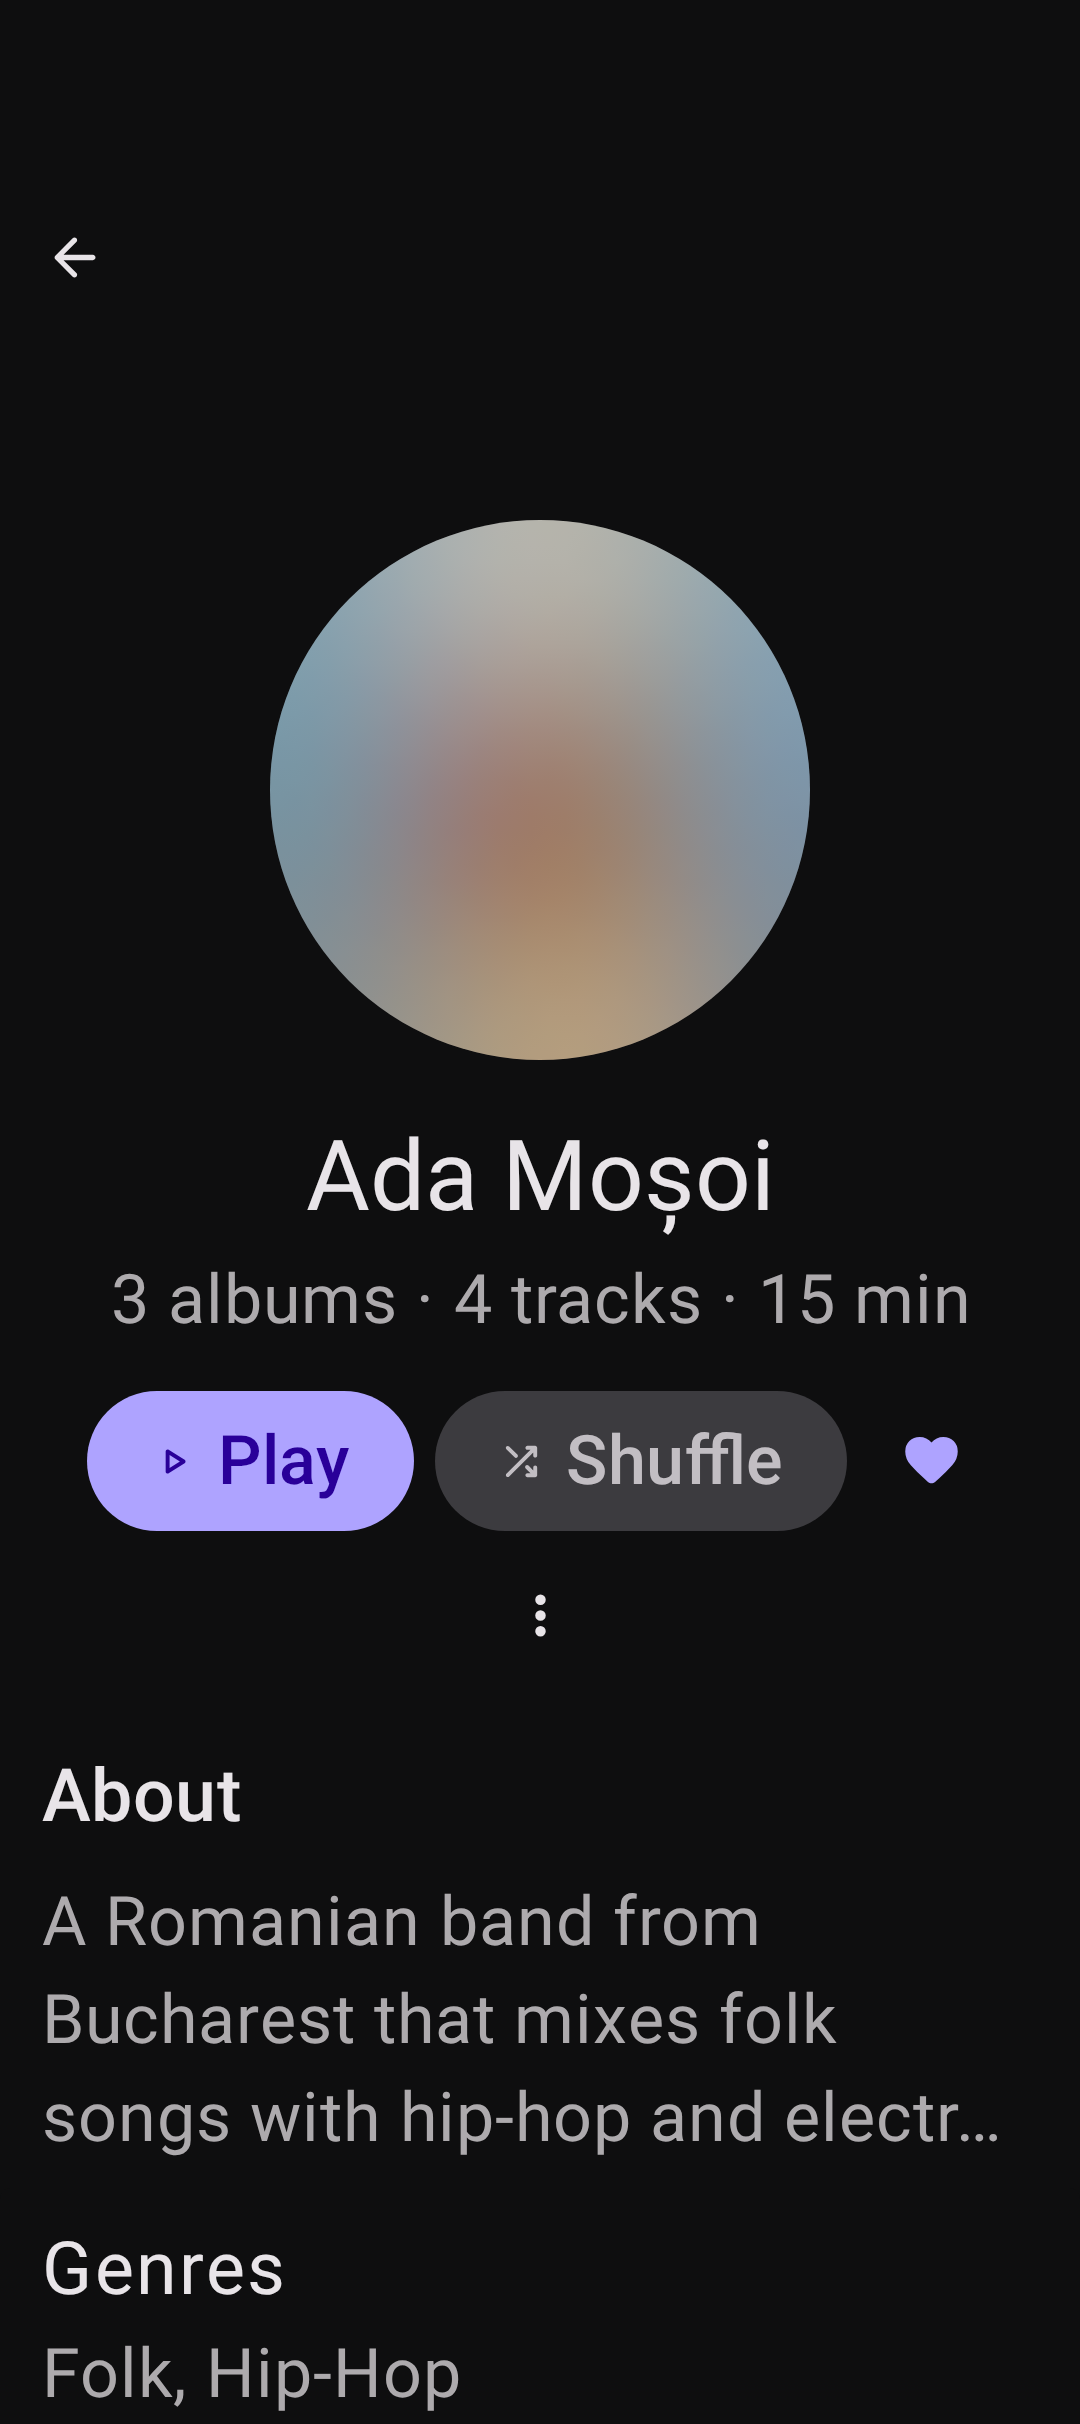 Ada Moșoi
3 albums · 4 tracks · 15 min
Play
Shuffle
About
A Romanian band from
Bucharest that mixes folk
songs with hip-hop and electr…
Genres
Folk, Hip-Hop